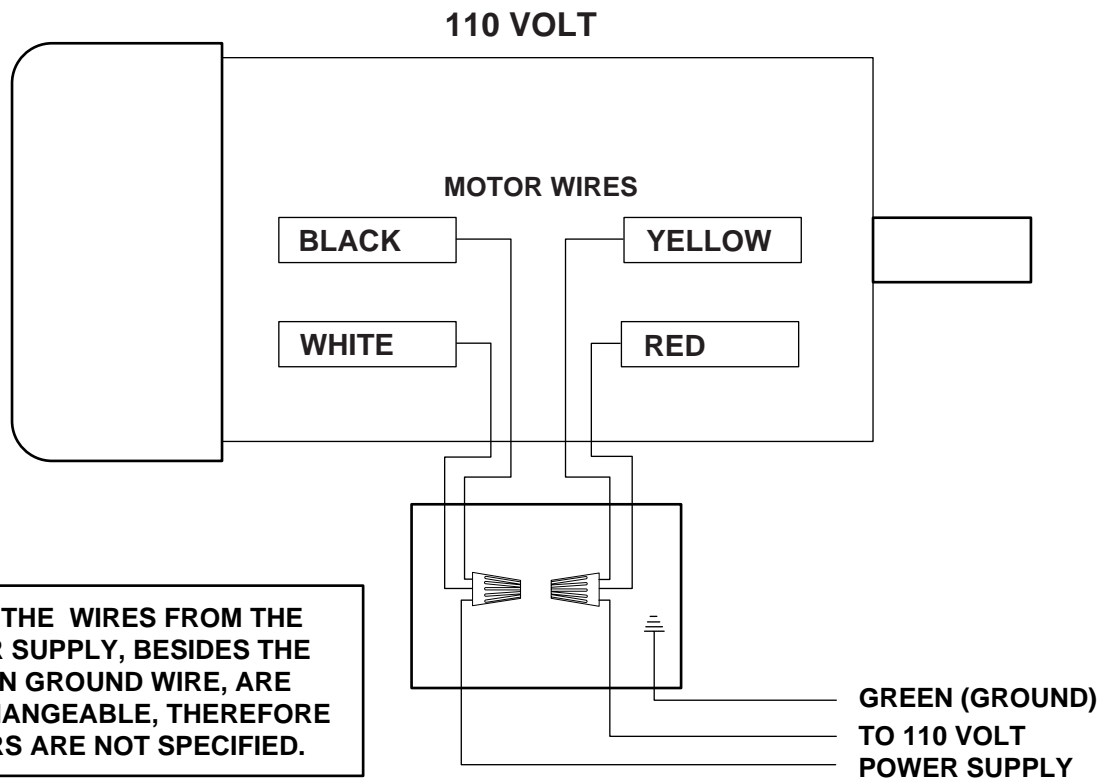 110 VOLT
MOTOR WIRES
BLACK
YELLOW
WHITE
RED
THE WIRES FROM THE
SUPPLY, BESIDES THE
GROUND WIRE, ARE
THEREFORE
ARE NOT SPECIFIED.
GREEN (GROUND)
TO 110 VOLT
POWER SUPPLY